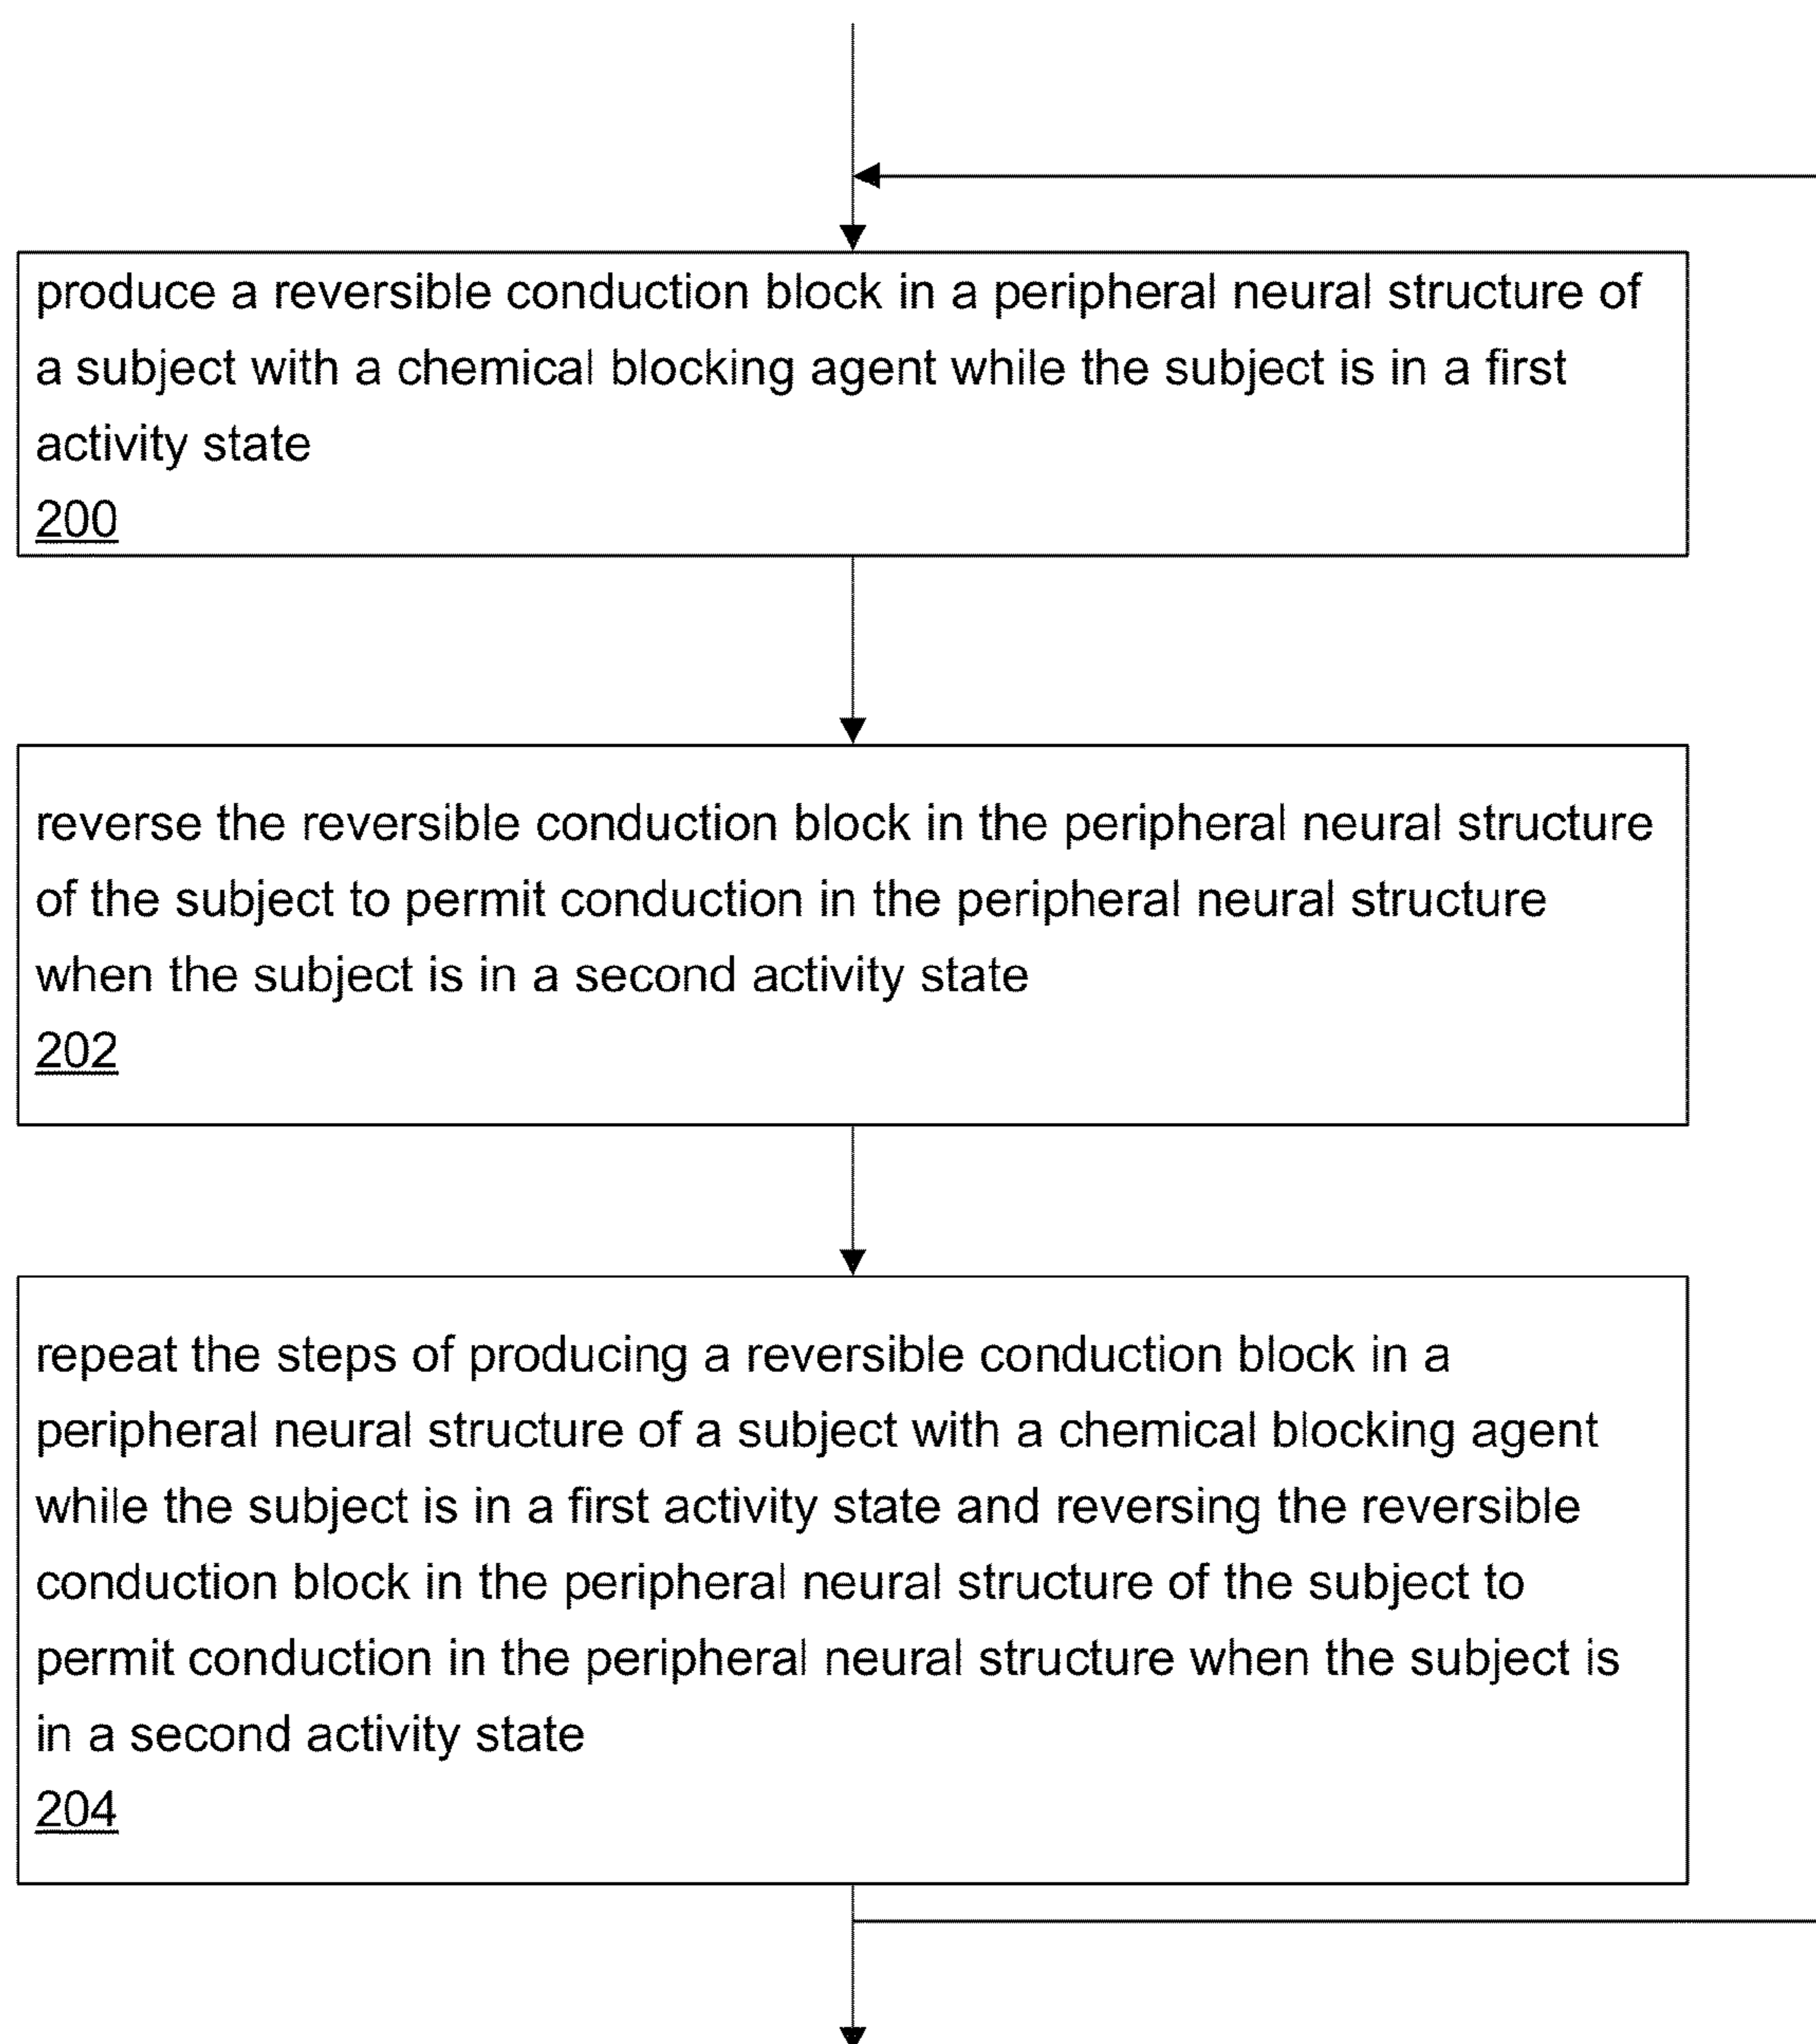 produce a reversible conduction block in a peripheral neural structure of
a subject with a chemical blocking agent while the subject is in a first
activity state
200
reverse the reversible conduction block in the peripheral neural structure
of the subject to permit conduction in the peripheral neural structure
when the subject is in a second activity state
202
repeat the steps of producing a reversible conduction block in a
peripheral neural structure of a subject with a chemical blocking agent
while the subject is in a first activity state and reversing the reversible
conduction block in the peripheral neural structure of the subject to
permit conduction in the peripheral neural structure when the subject is
in a second activity state
204